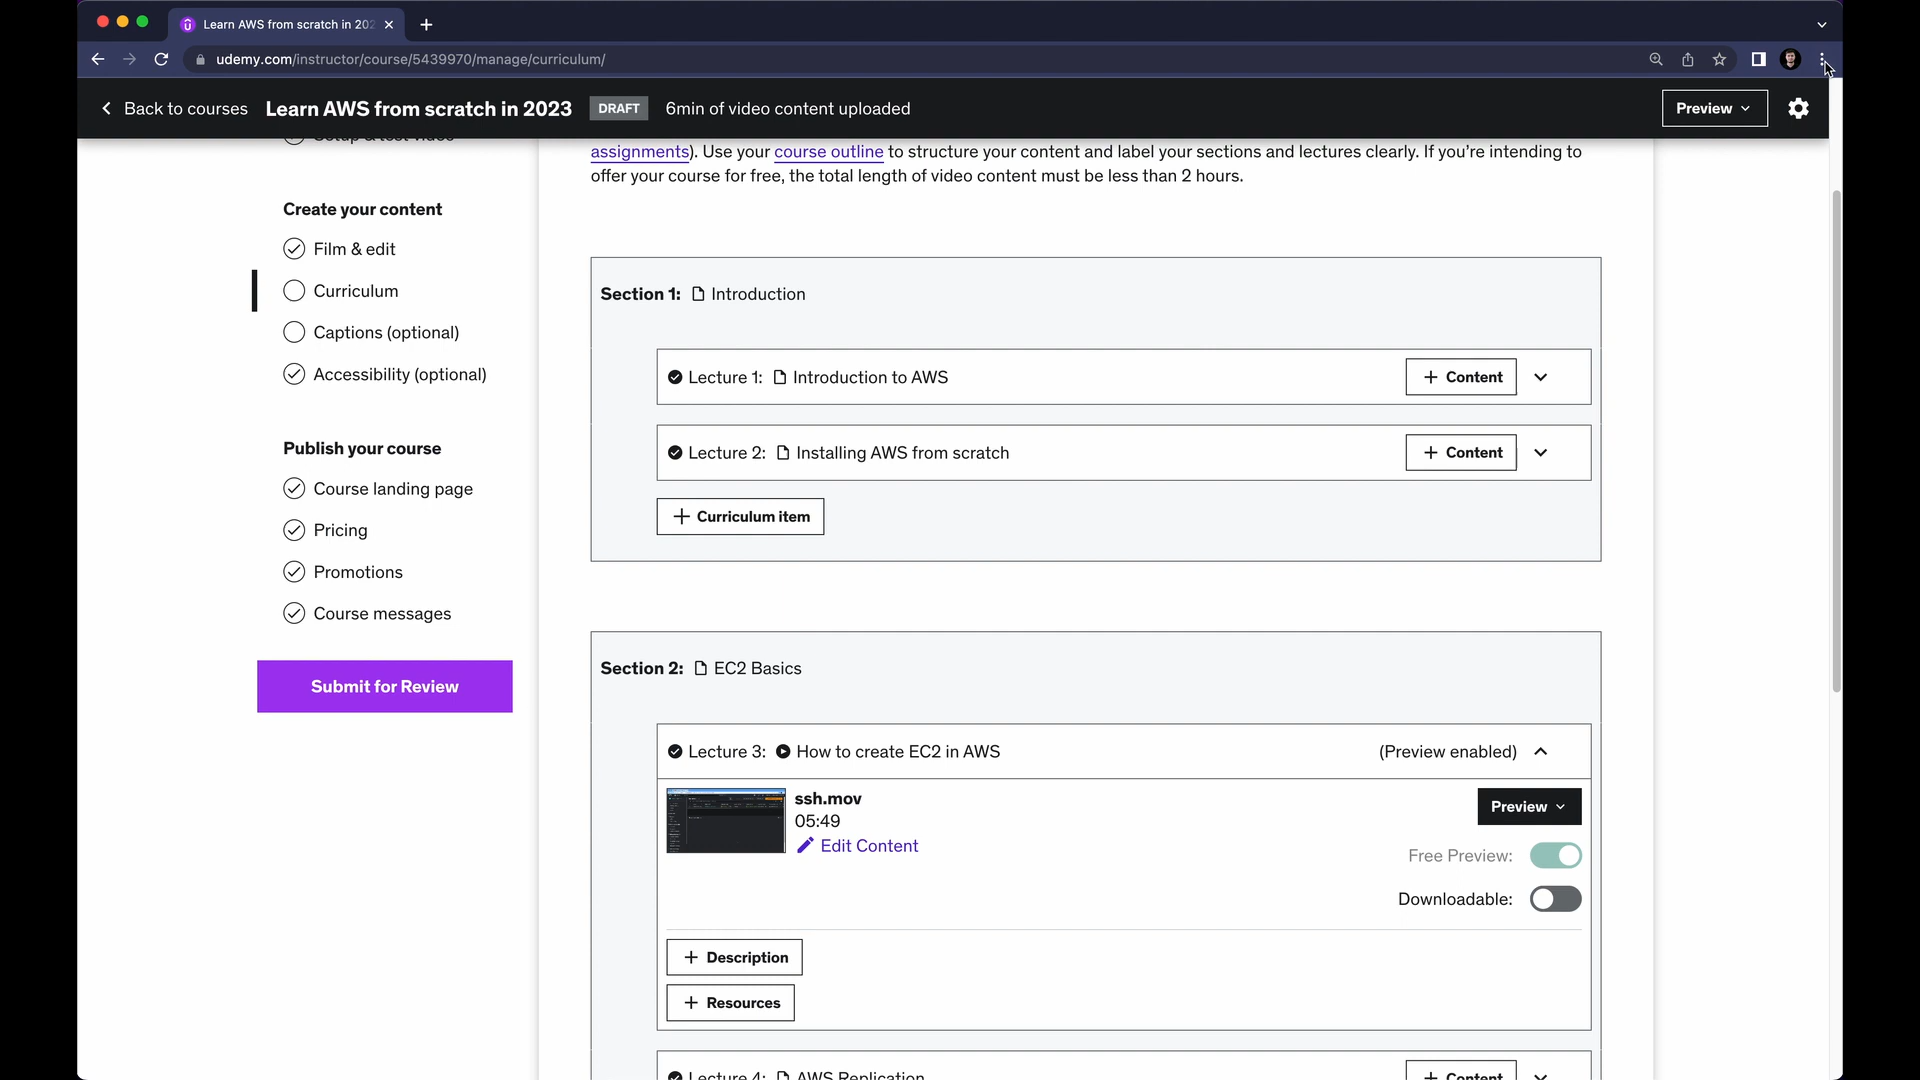 Learn AWS from scratch in 202
udemy.com/instructor/course/5439970/manage/curriculum/
Back to courses
Learn AWS from scratch in 2023
DRAFT
6min of video content uploaded
Preview
Setup & test video
Create your content
Film & edit
Curriculum
Captions (optional)
Accessibility (optional)
Publish your course
Course landing page
Pricing
Promotions
Course messages
Submit for Review
assignments). Use your course outline to structure your content and label your sections and lectures clearly. If you’re intending to
offer your course for free, the total length of video content must be less than 2 hours.
Section 1: Introduction
Lecture 1: Introduction to AWS
+ Content
Lecture 2: Installing AWS from scratch
+ Content
+ Curriculum item
Section 2: EC2 Basics
Lecture 3: How to create EC2 in AWS
(Preview enabled)
ssh.mov
05:49
Edit Content
Preview
Free Preview:
Downloadable:
+ Description
+ Resources
Lecture 4: AWS Replication
+ Content